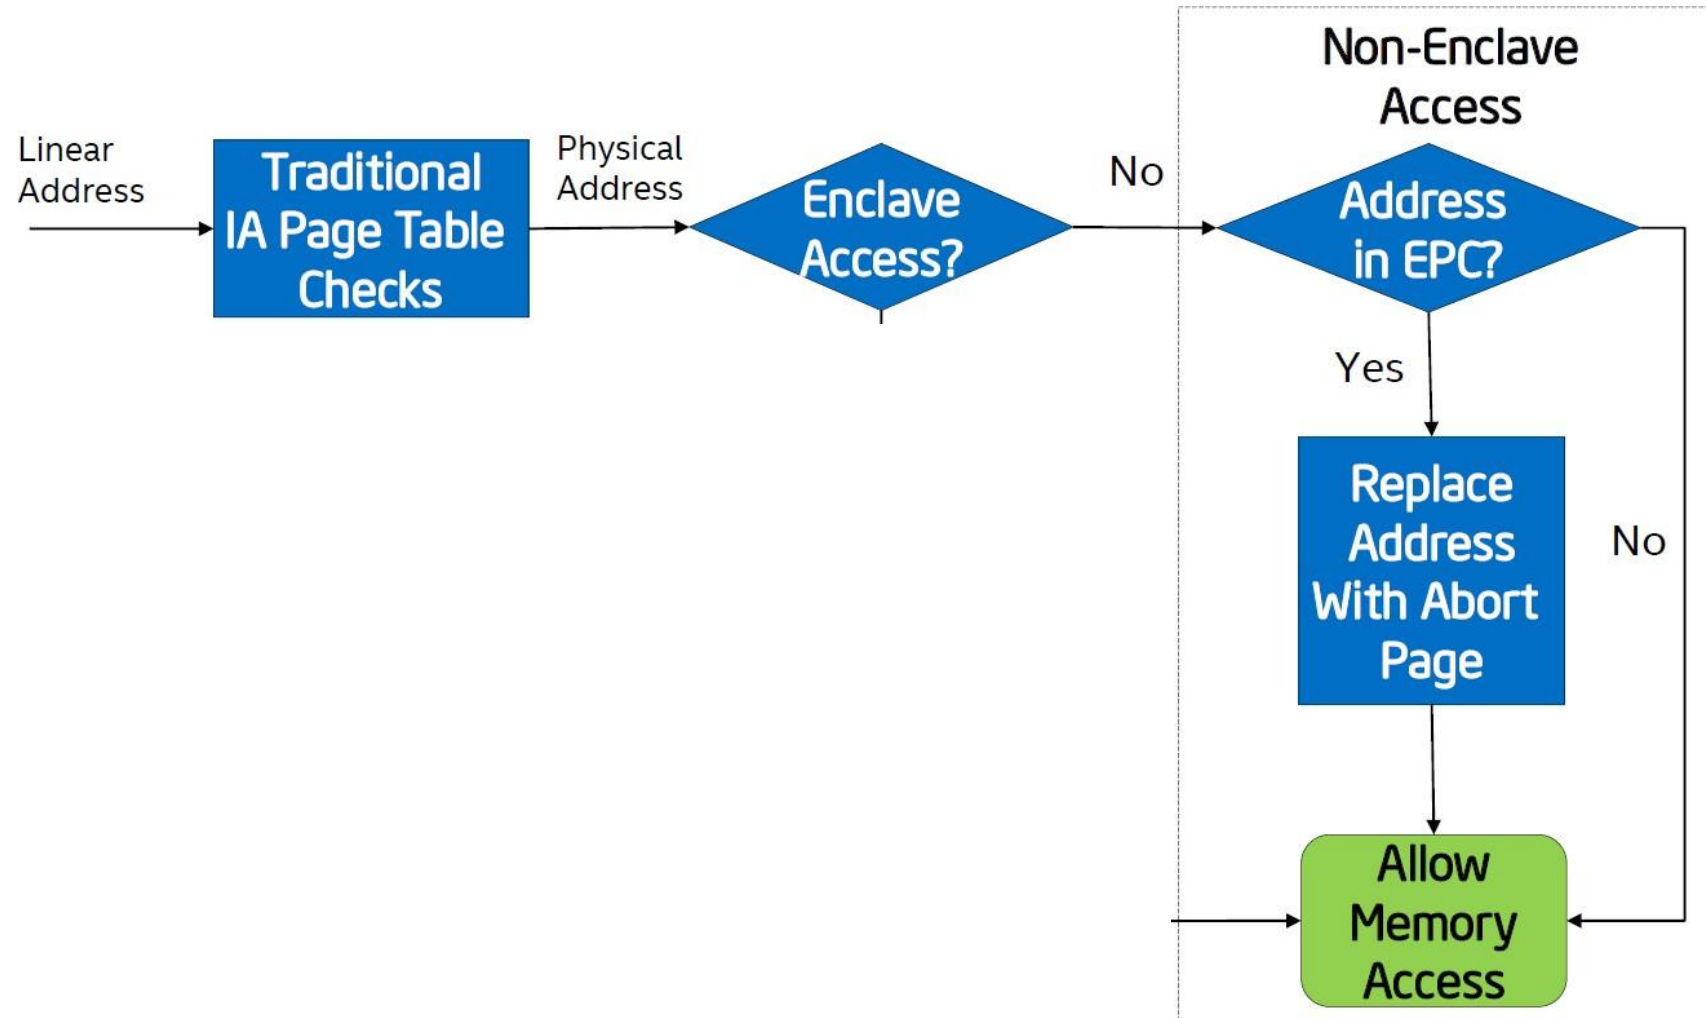 Linear
Address
Traditional
IA Page Table
Checks
Physical
Address
Enclave
Access?
No
Non-Enclave
Access
Address
in EPC?
Yes
Replace
Address
With Abort
Page
No
Allow
Memory
Access